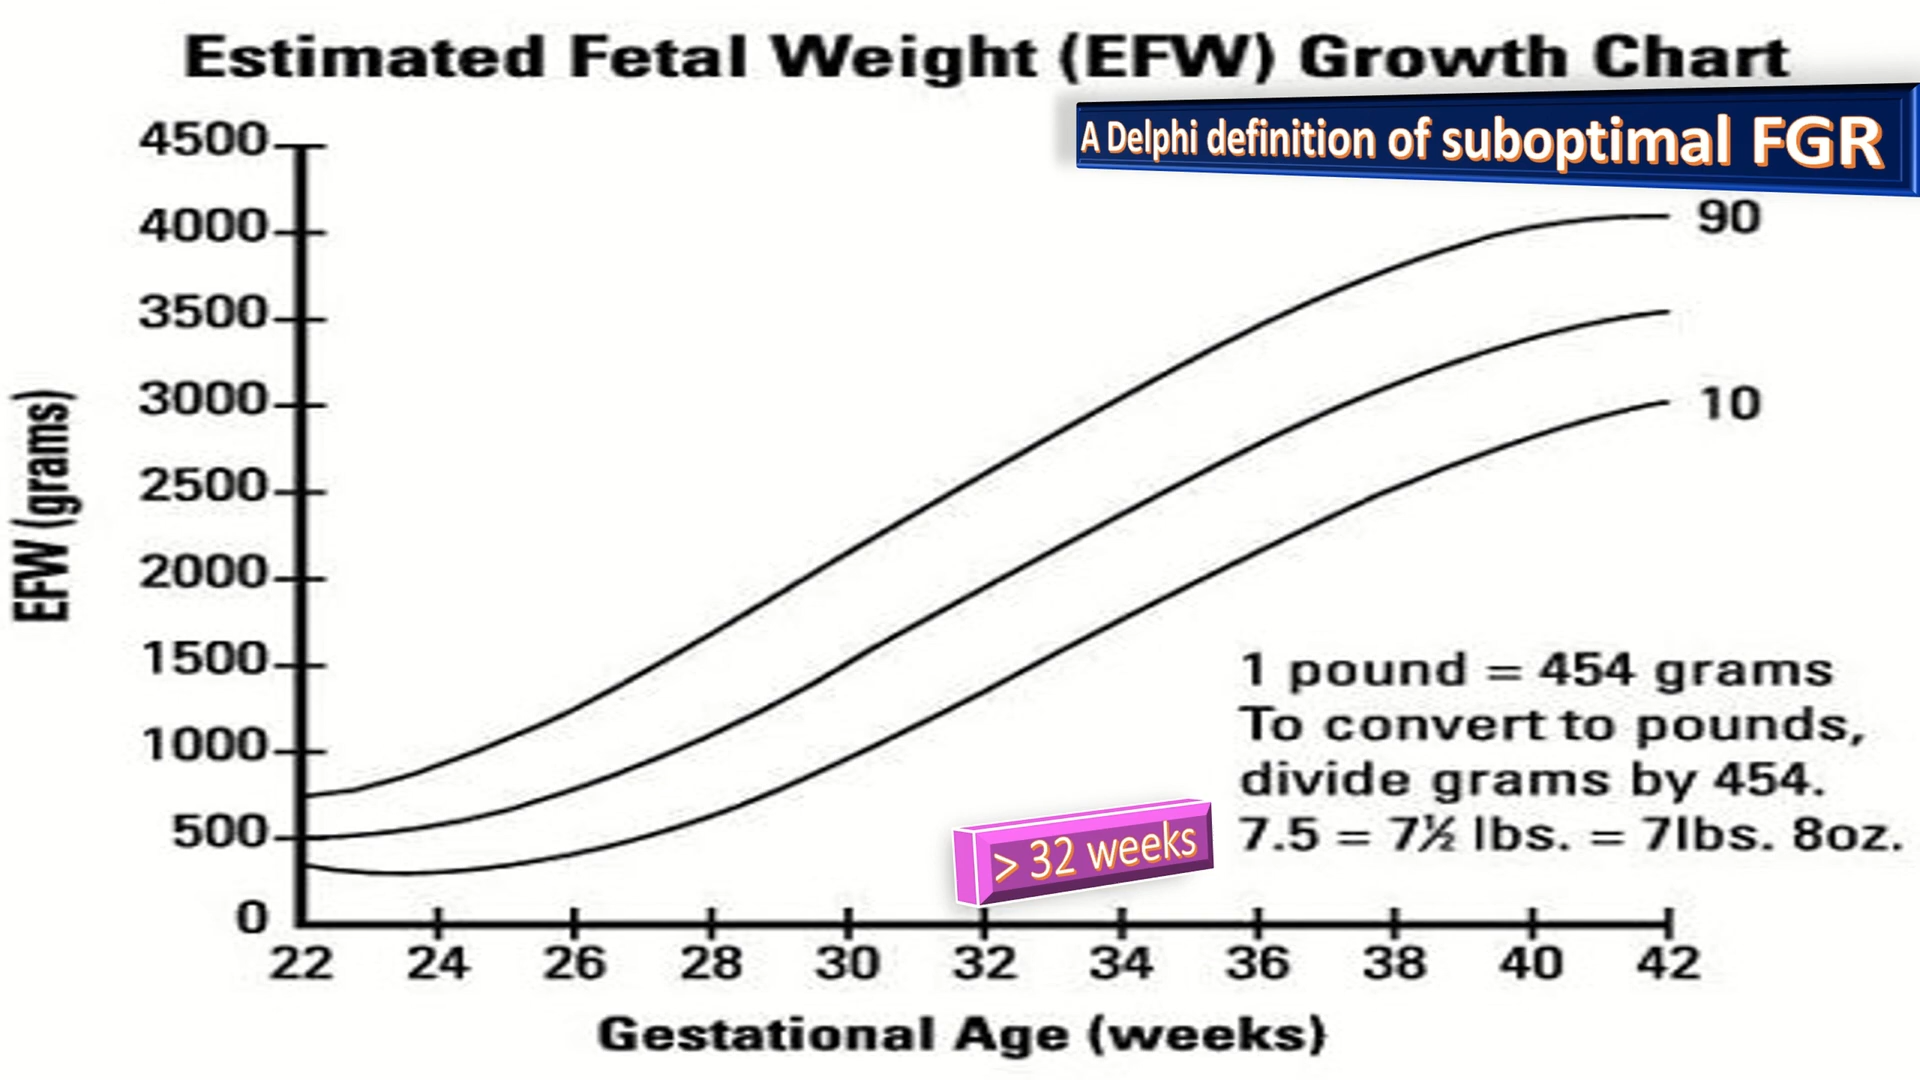 Estimated Fetal Weight (EFW) Growth Chart
A Delphi definition of suboptimal FGR
4500
4000
3500
3000
2500
2000
1500
1000
500
0
EFW (grams)
90
10
1 pound = 454 grams
To convert to pounds,
divide grams by 454.
7.5 = 7½ lbs. = 7lbs. 8oz.
> 32 weeks
22 24 26 28 30 32 34 36 38 40 42
Gestational Age (weeks)